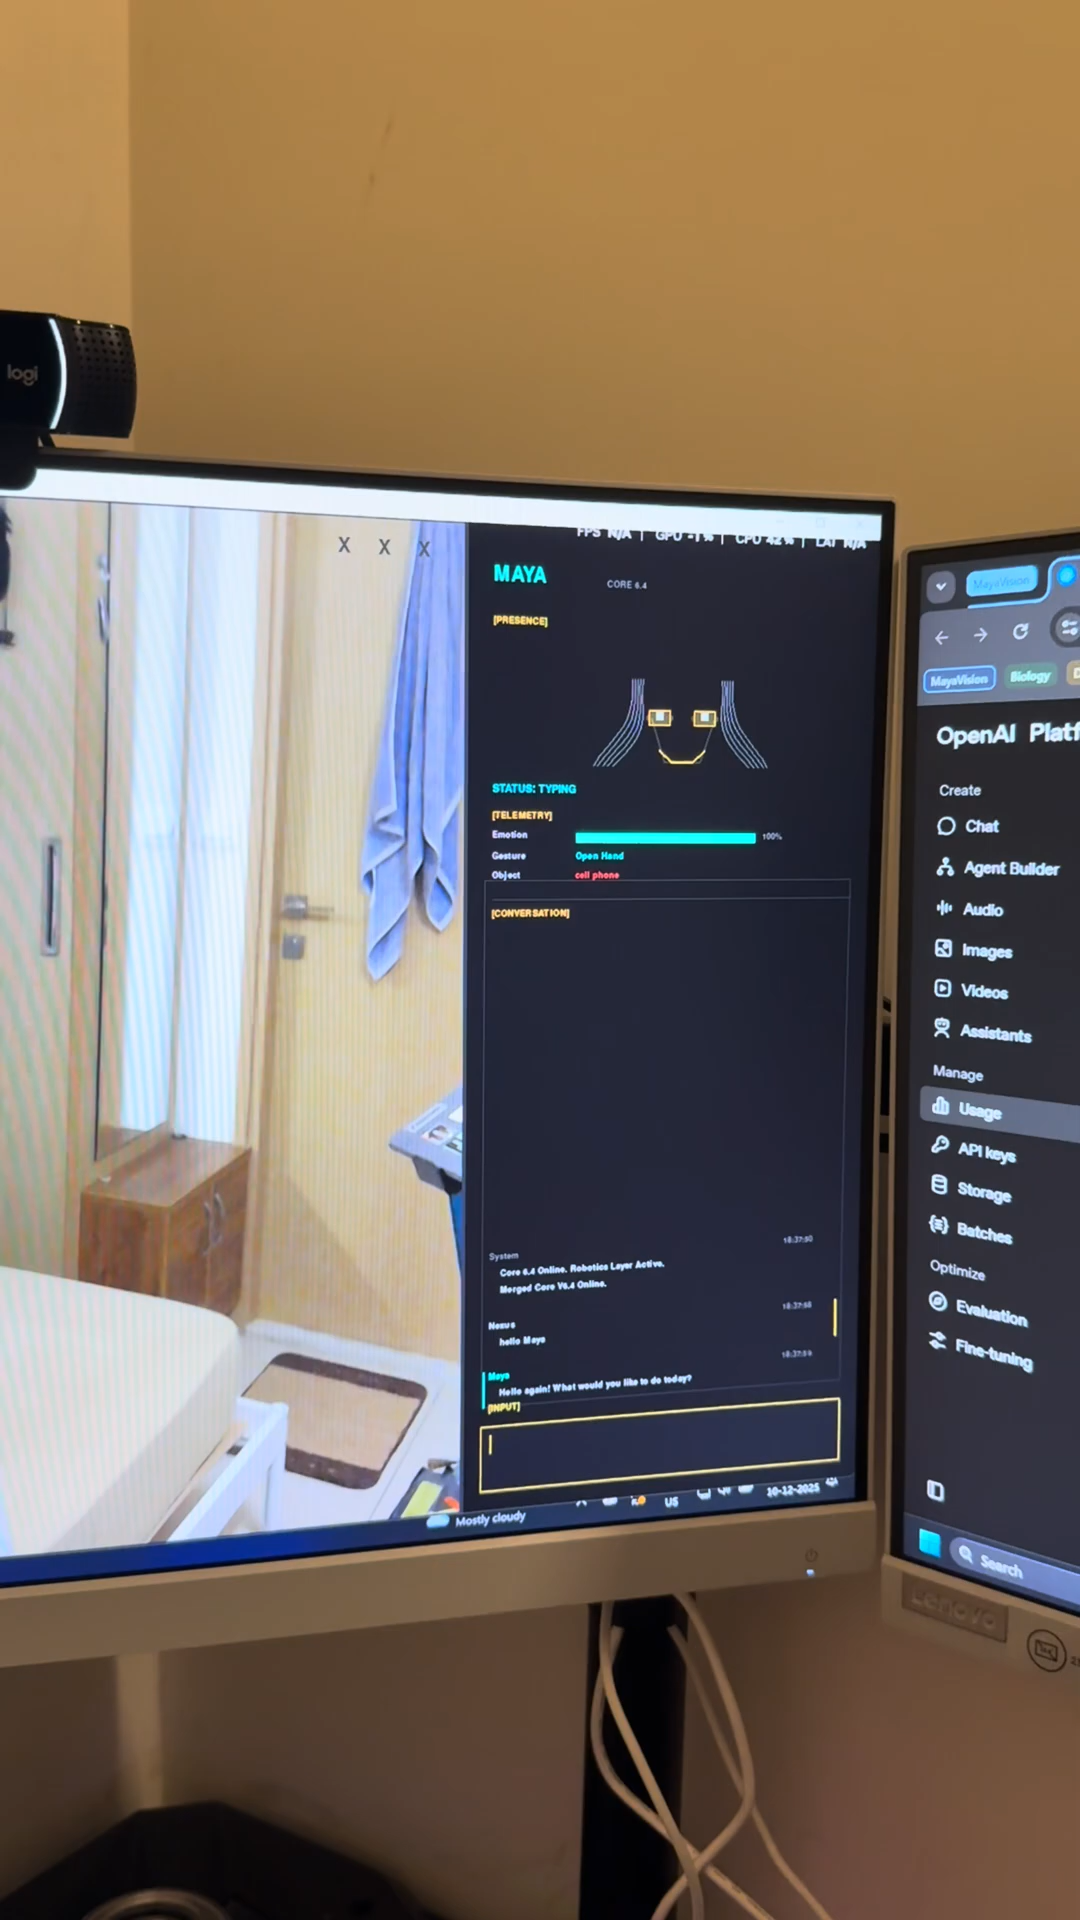 logi
X X X
FPS N/A | GPU -1% | CPU 42% | LAT N/A
MAYA
CORE 6.4
[PRESENCE]
STATUS: TYPING
[TELEMETRY]
Emotion 100%
Gesture Open Hand
Object cell phone
[CONVERSATION]
System
Core 6.4 Online. Robotics Layer Active.
Merged Core V6.4 Online.
Nexus
hello Maya
Maya
Hello again! What would you like to do today?
[INPUT]
Mostly cloudy
US
10-12-2025
MayaVision
MayaVision
Biology
OpenAI Platf
Create
Chat
Agent Builder
Audio
Images
Videos
Assistants
Manage
Usage
API keys
Storage
Batches
Optimize
Evaluation
Fine-tuning
Search
Lenovo